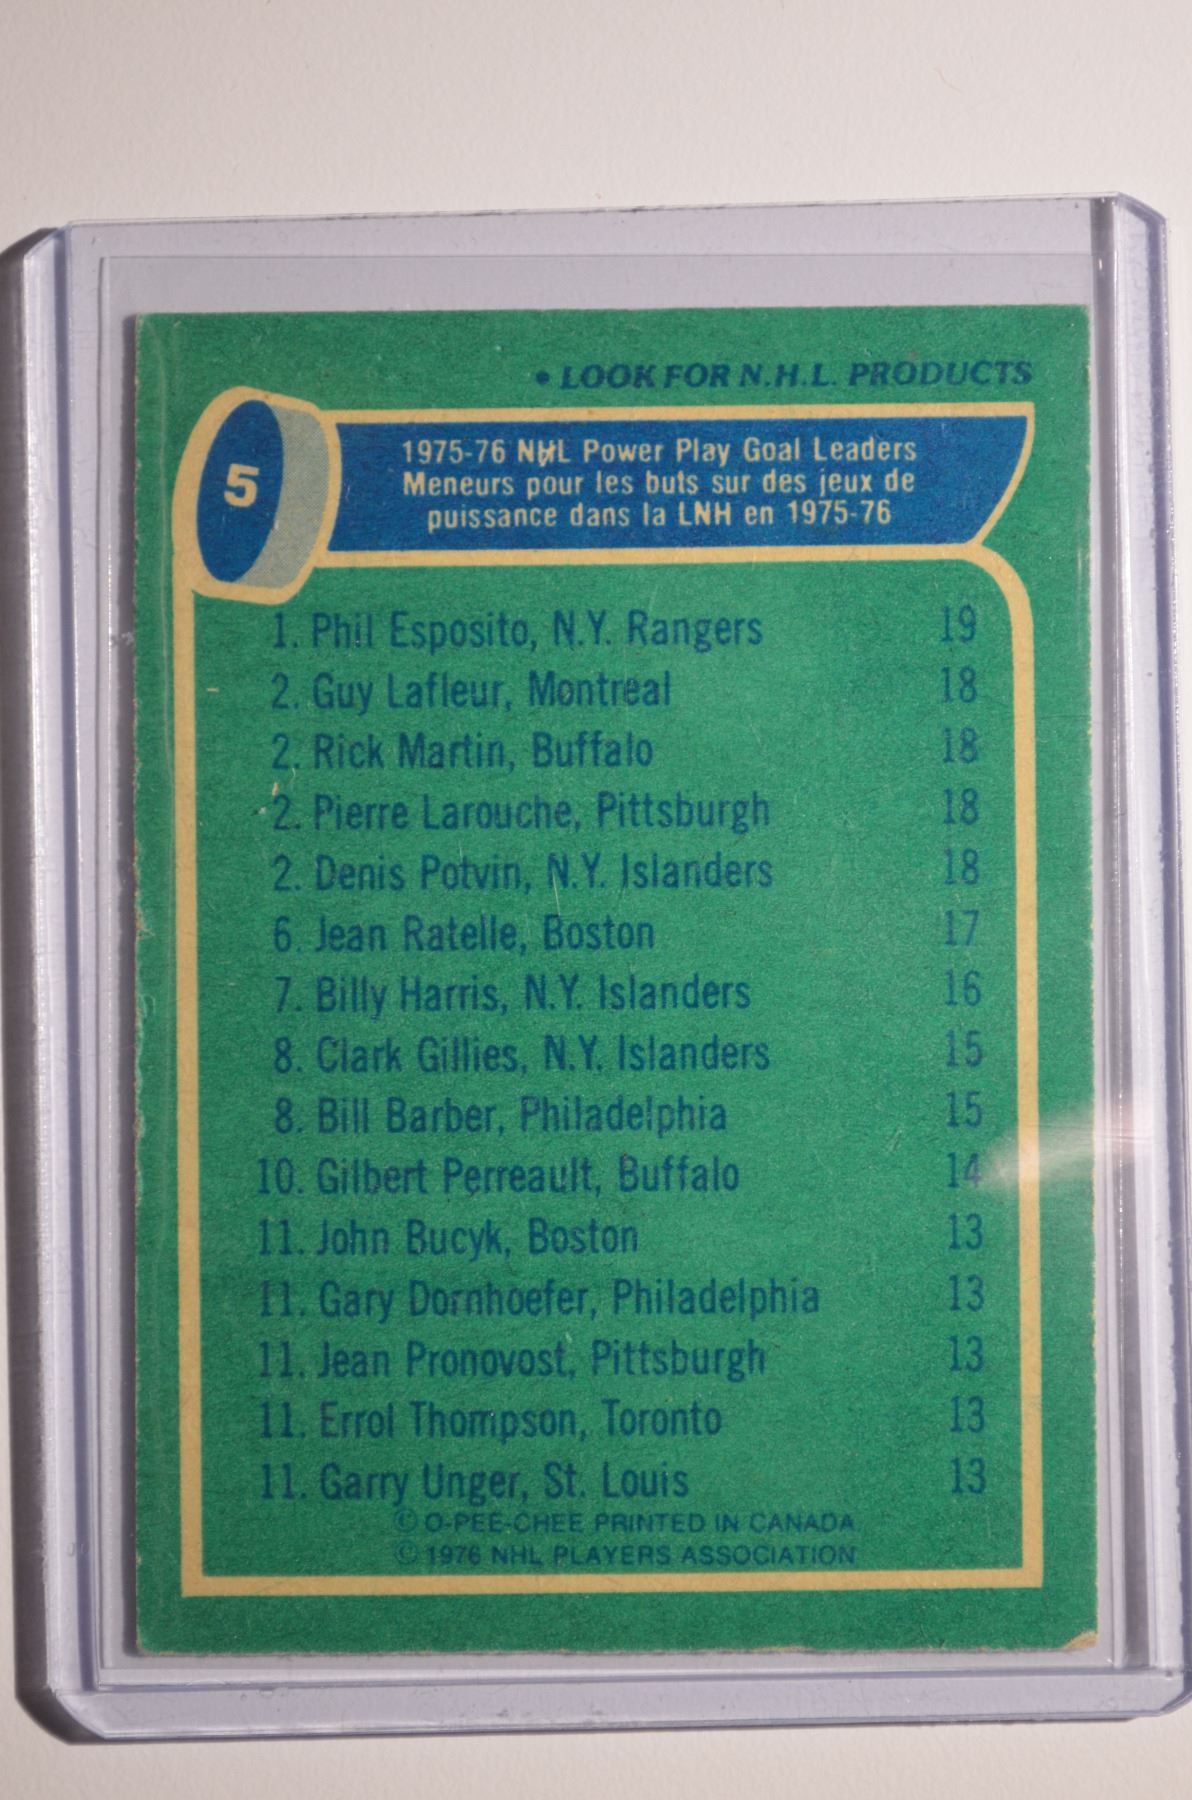 • LOOK FOR N.H.L. PRODUCTS
5
1975-76 NHL Power Play Goal Leaders
Meneurs pour les buts sur des jeux de
puissance dans la LNH en 1975-76
1. Phil Esposito, N.Y. Rangers 19
2. Guy Lafleur, Montreal 18
2. Rick Martin, Buffalo 18
2. Pierre Larouche, Pittsburgh 18
2. Denis Potvin, N.Y. Islanders 18
6. Jean Ratelle, Boston 17
7. Billy Harris, N.Y. Islanders 16
8. Clark Gillies, N.Y. Islanders 15
8. Bill Barber, Philadelphia 15
10. Gilbert Perreault, Buffalo 14
11. John Bucyk, Boston 13
11. Gary Dornhoefer, Philadelphia 13
11. Jean Pronovost, Pittsburgh 13
11. Errol Thompson, Toronto 13
11. Garry Unger, St. Louis 13
© O-PEE-CHEE PRINTED IN CANADA
© 1976 NHL PLAYERS ASSOCIATION